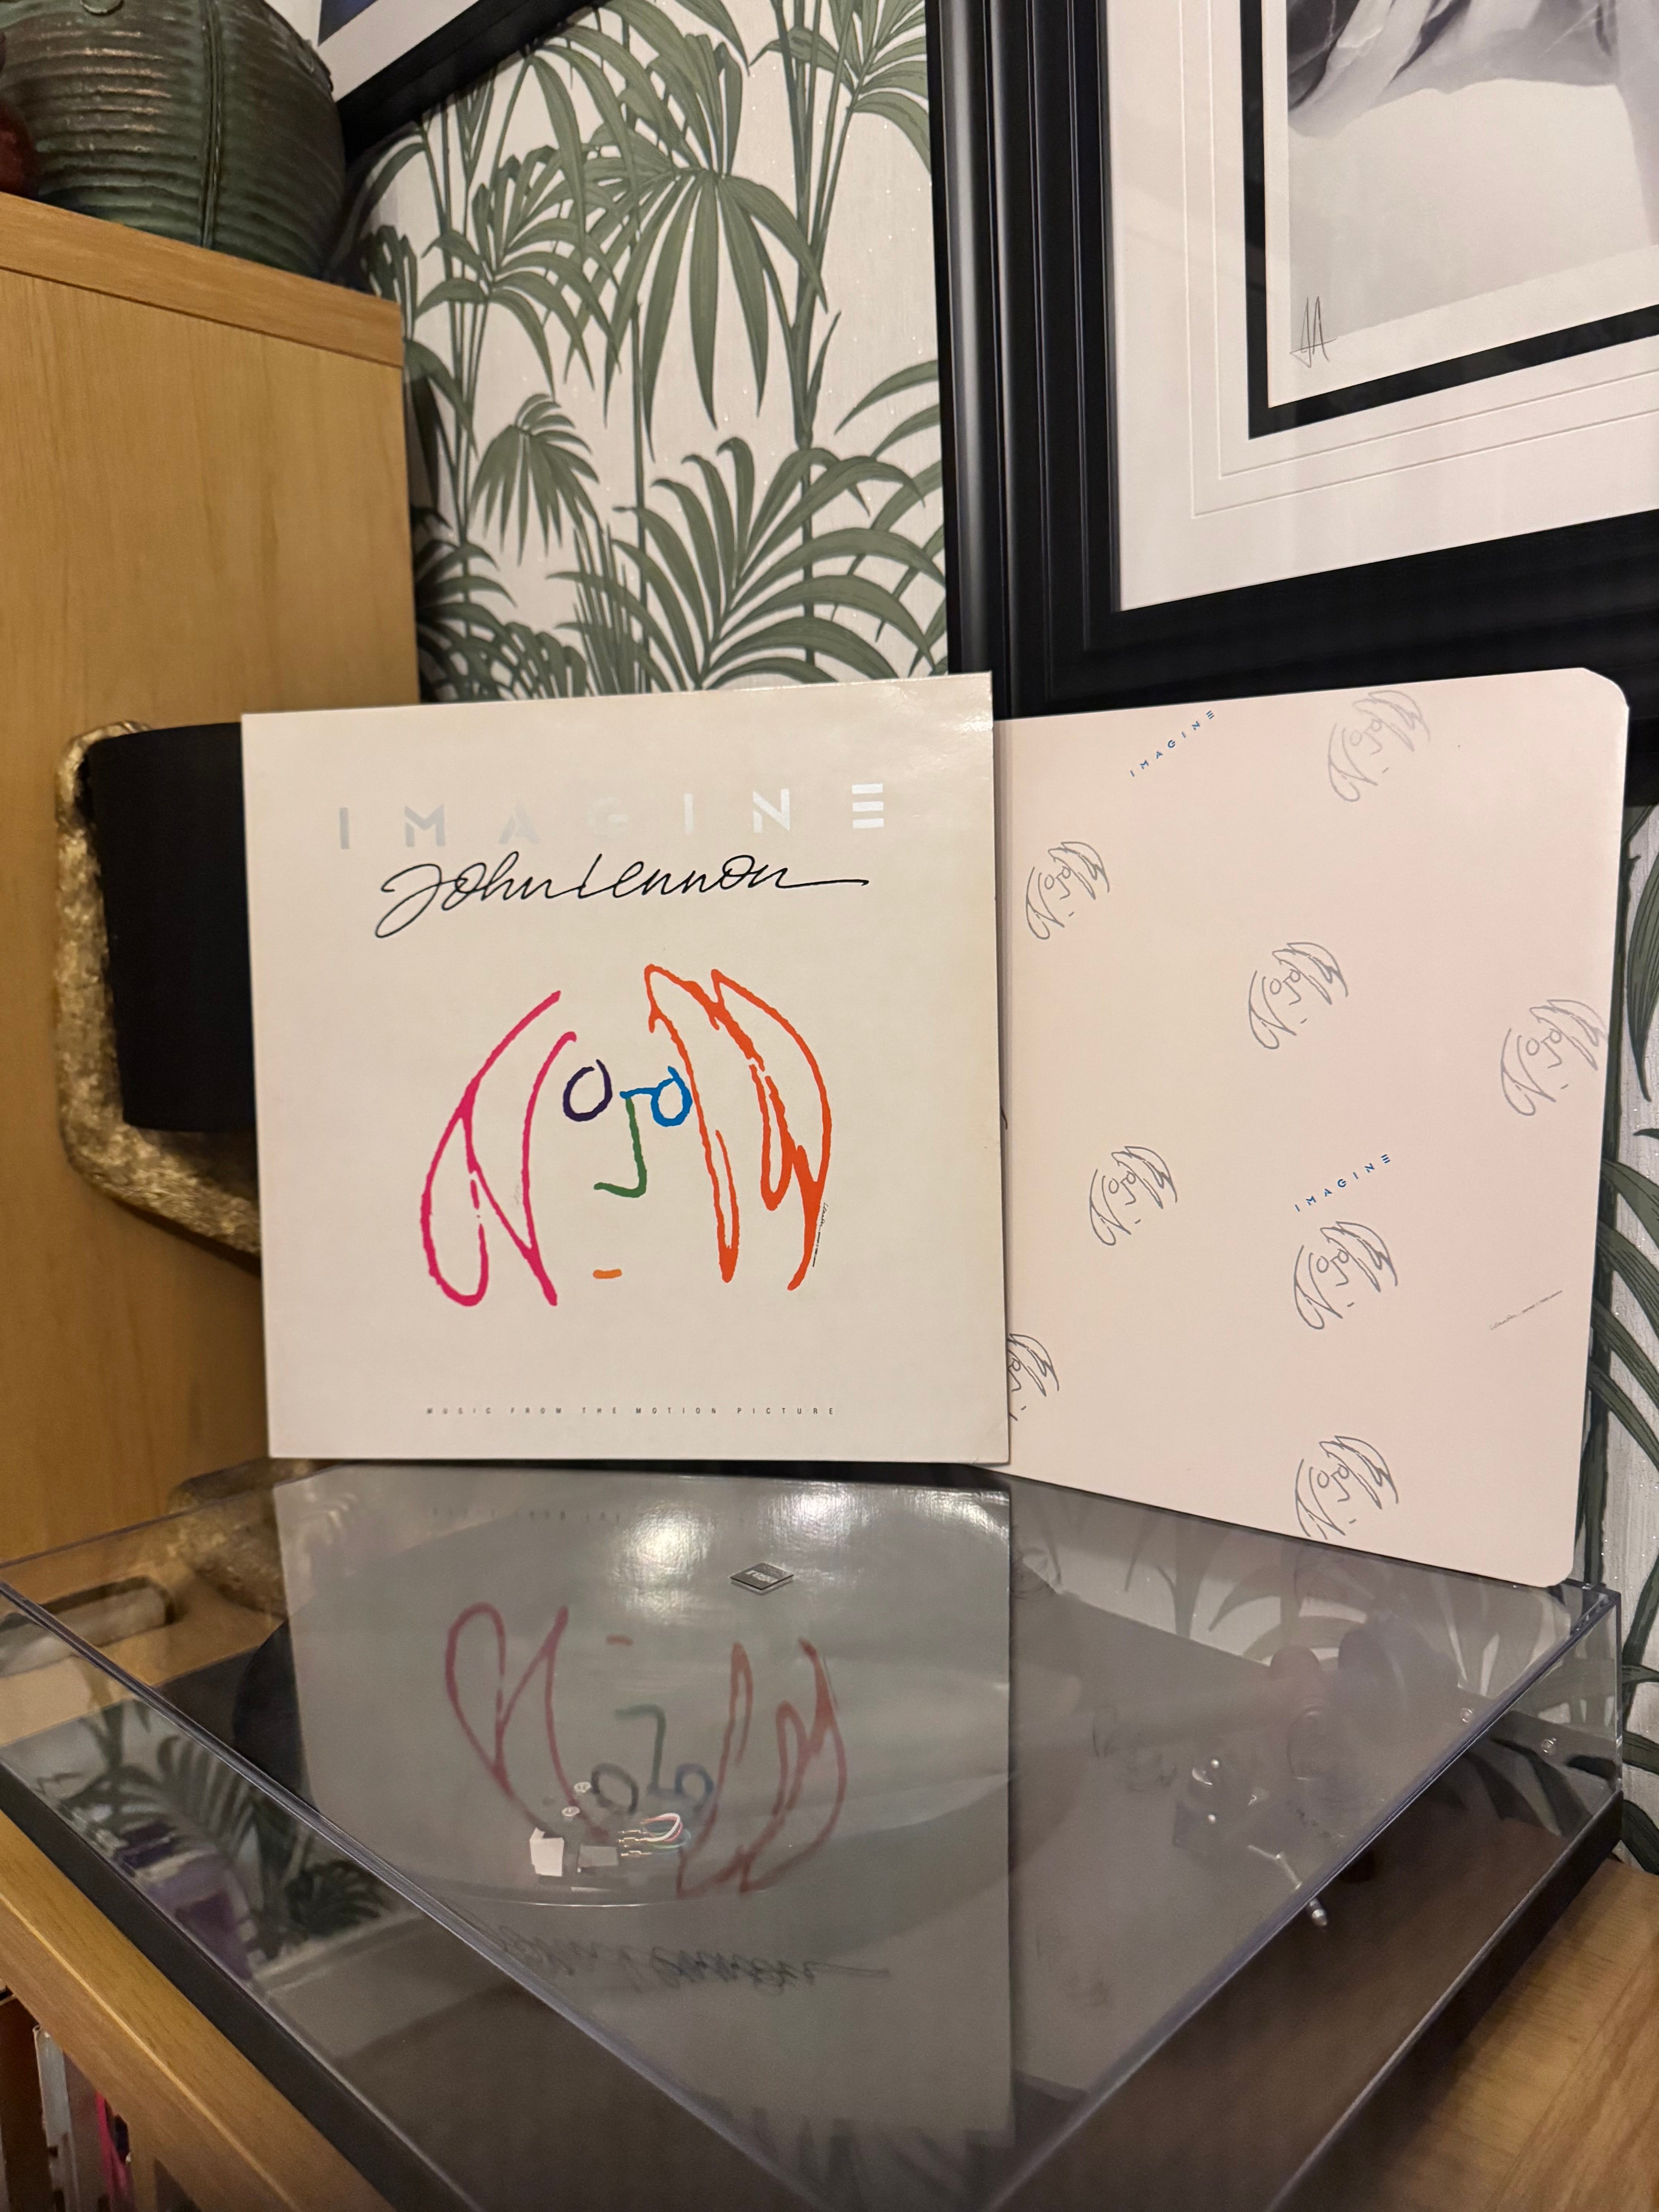 IMAGINE
John Lennon
MUSIC FROM THE MOTION PICTURE
IMAGINE
IMAGINE